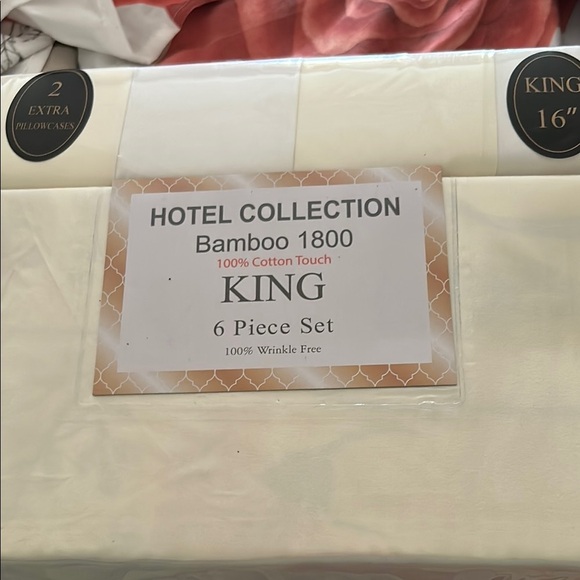 2
EXTRA
PILLOWCASES
KING
16"
HOTEL COLLECTION
Bamboo 1800
100% Cotton Touch
KING
6 Piece Set
100% Wrinkle Free